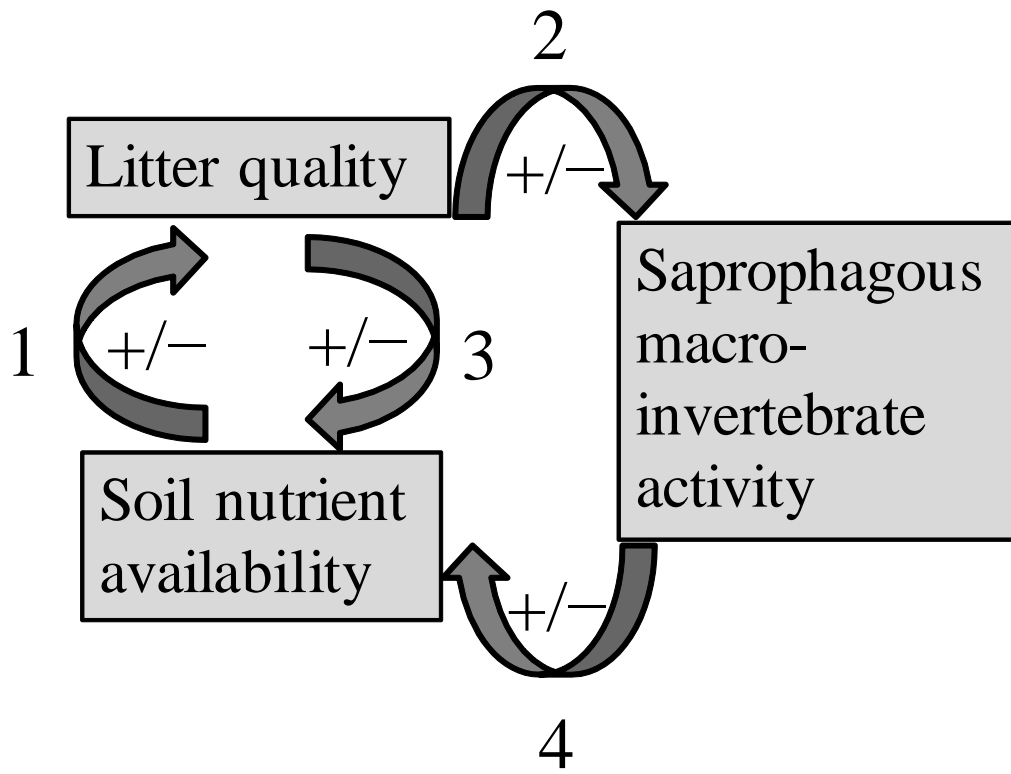 2
Litter quality
+/−
Saprophagous
macro-
invertebrate
activity
1
+/−
+/−
3
Soil nutrient
availability
+/−
4